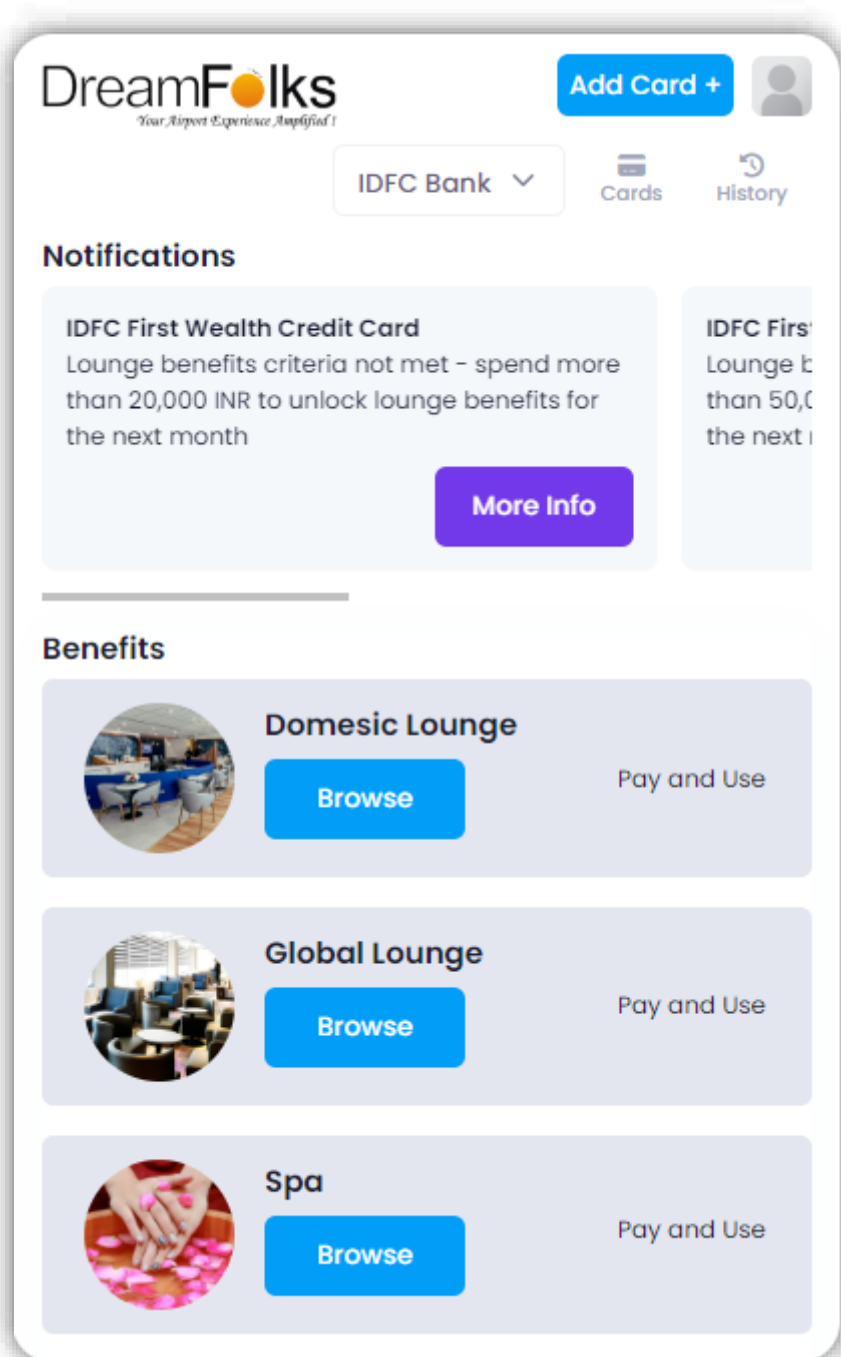 DreamFolks
Your Airport Experience Amplified !
Add Card +
IDFC Bank
Cards
History
Notifications
IDFC First Wealth Credit Card
Lounge benefits criteria not met - spend more
than 20,000 INR to unlock lounge benefits for
the next month
More Info
IDFC Firs
Lounge b
than 50,0
the next
Benefits
Domesic Lounge
Browse
Pay and Use
Global Lounge
Browse
Pay and Use
Spa
Browse
Pay and Use